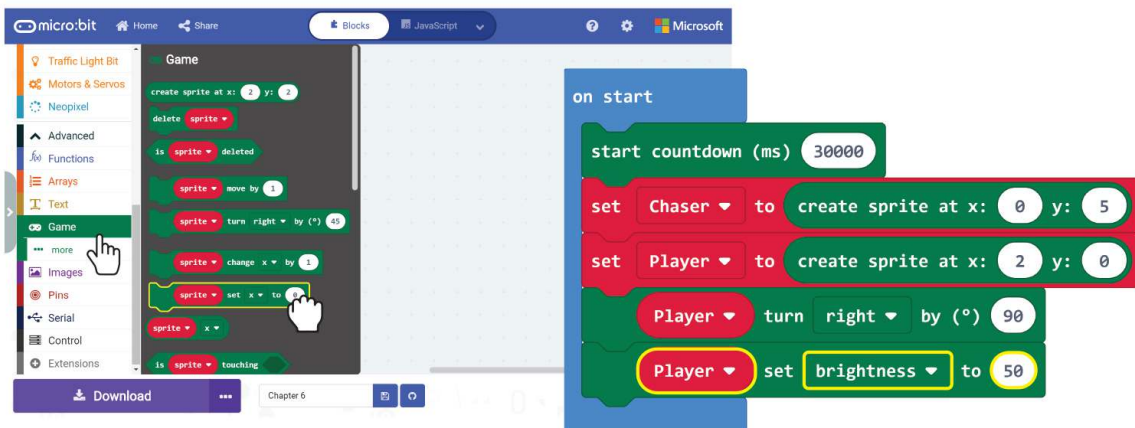 micro:bit Home Share Blocks JavaScript Microsoft
Traffic Light Bit
Motors & Servos
Neopixel
Advanced
Functions
Arrays
Text
Game
more
Images
Pins
Serial
Control
Extensions
Game
create sprite at x: 2 y: 2
delete sprite
is sprite deleted
sprite move by 1
sprite turn right by (°) 45
sprite change x by 1
sprite set x to 0
sprite x
is sprite touching
Download
Chapter 6
on start
start countdown (ms) 30000
set Chaser to create sprite at x: 0 y: 5
set Player to create sprite at x: 2 y: 0
Player turn right by (°) 90
Player set brightness to 50